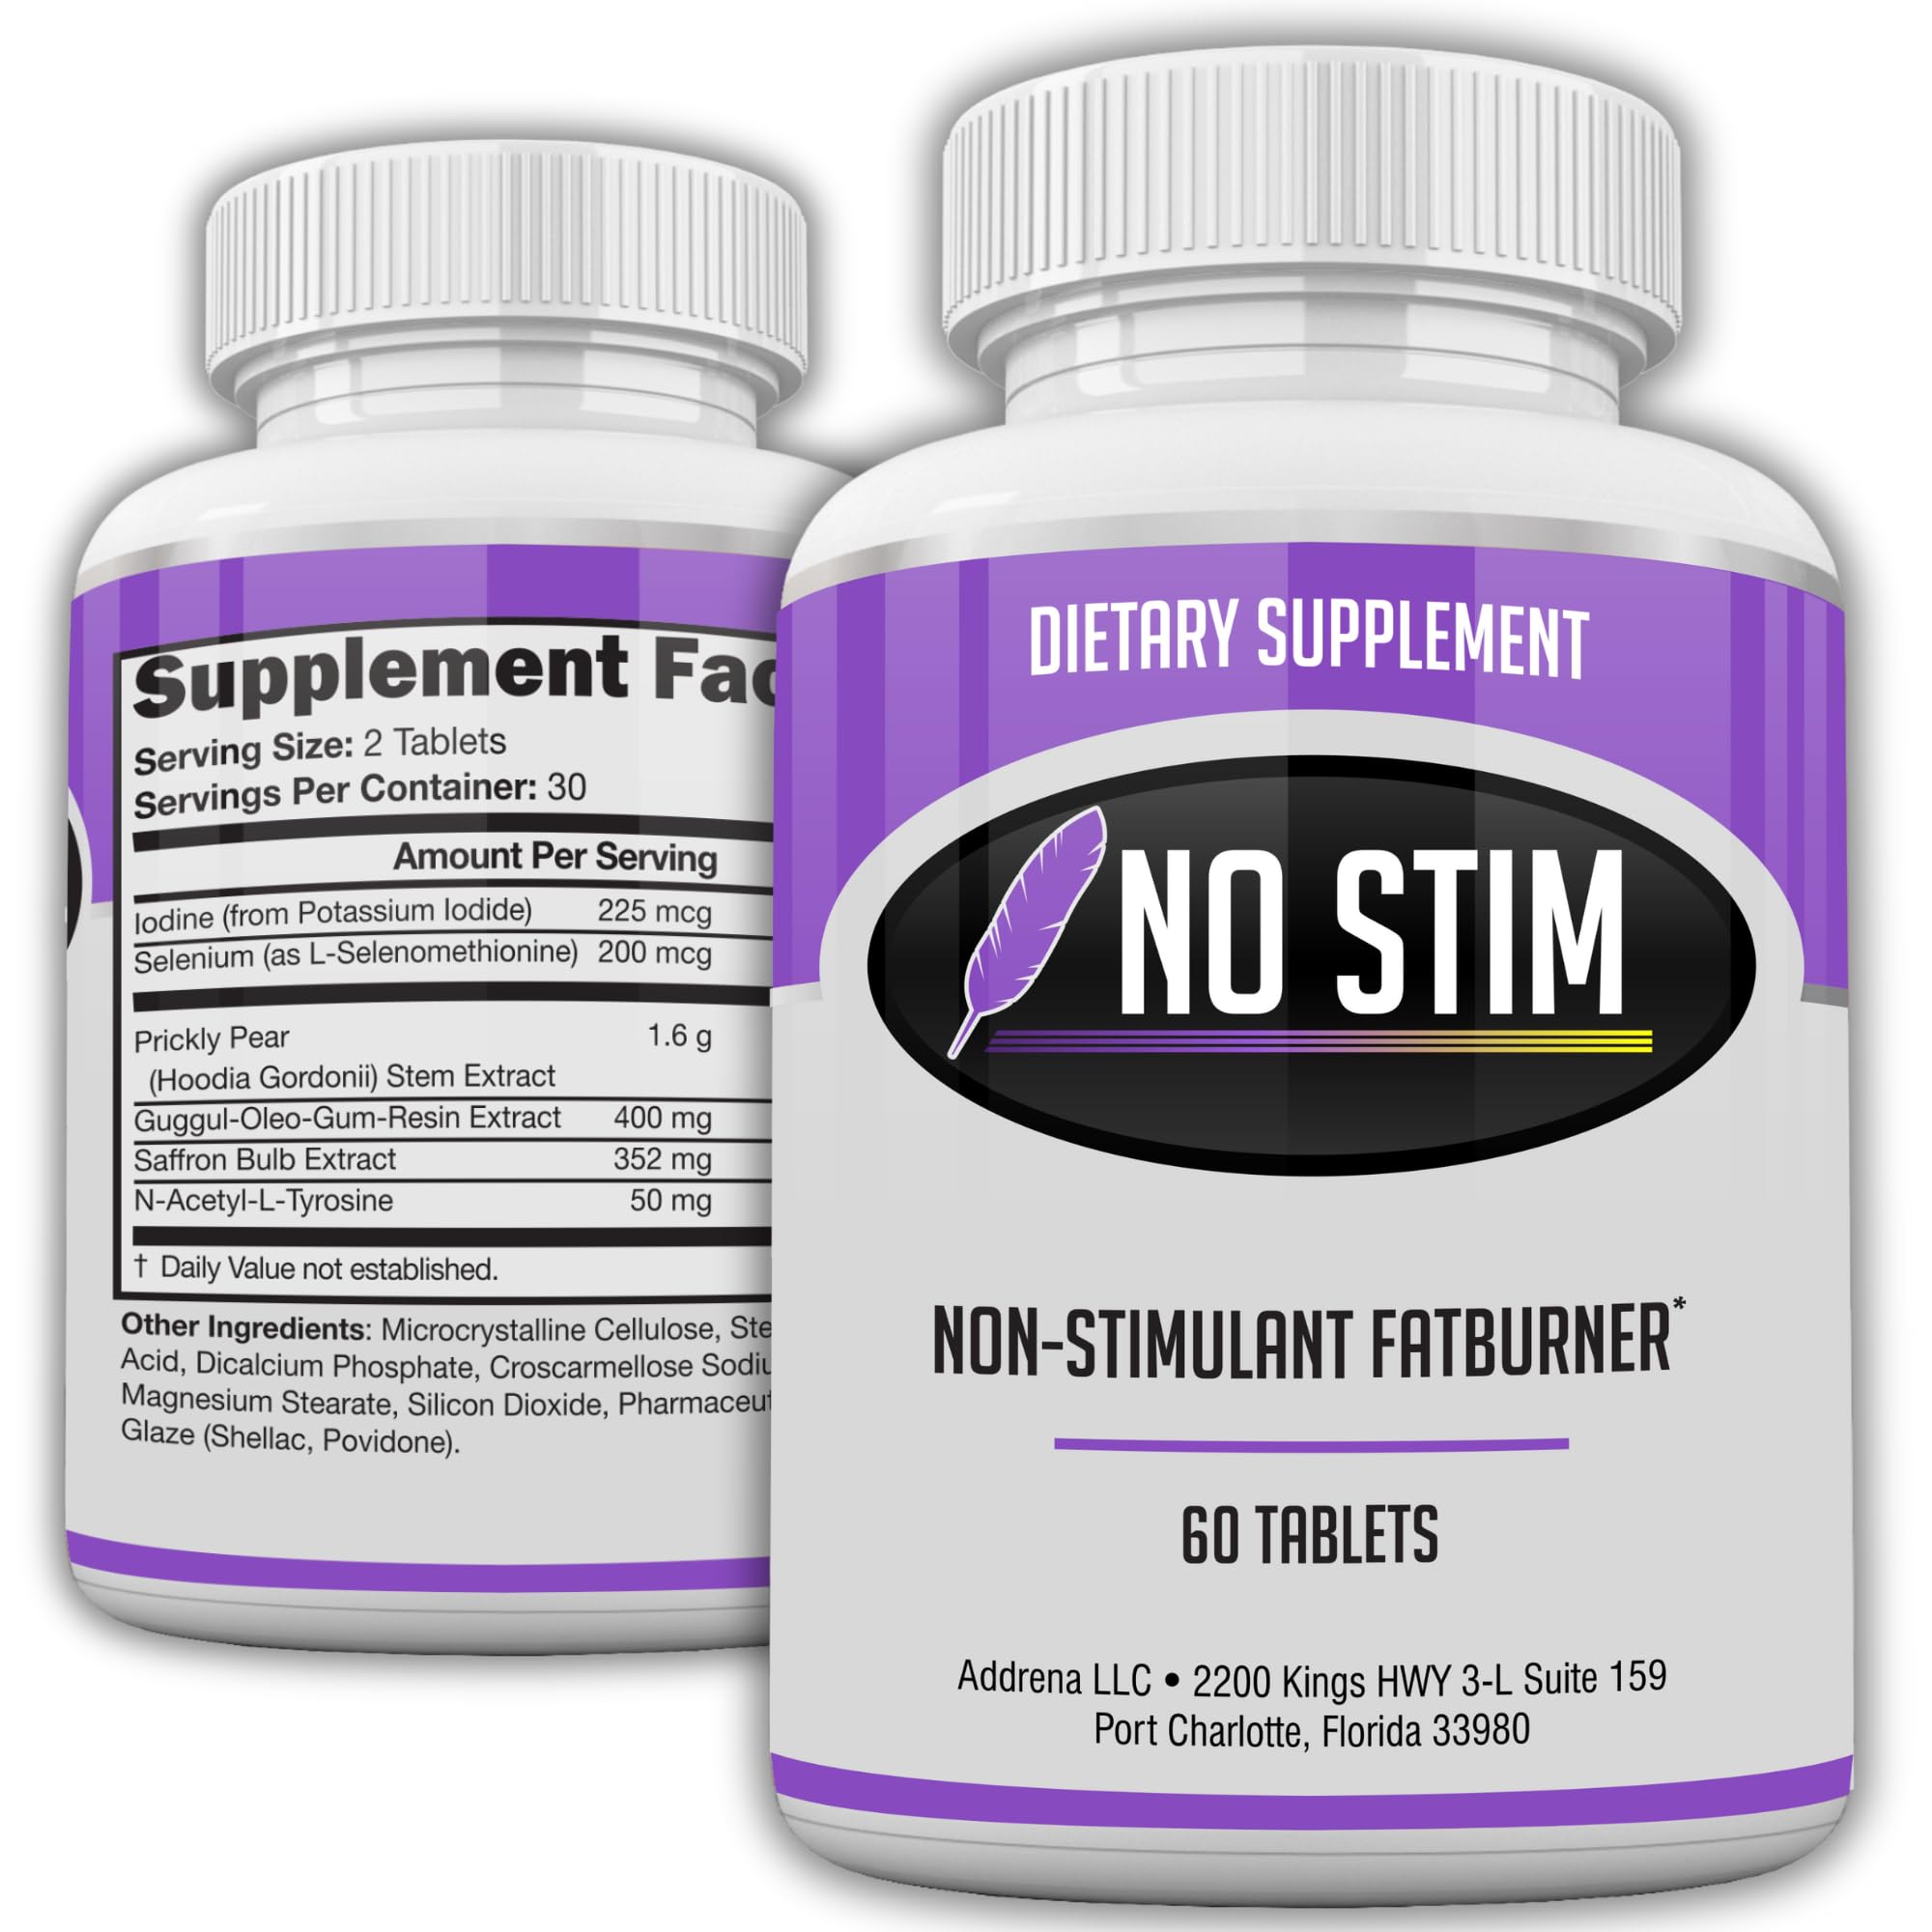 Supplement Fac
Serving Size: 2 Tablets
Servings Per Container: 30
Amount Per Serving
Iodine (from Potassium Iodide) 225 mcg
Selenium (as L-Selenomethionine) 200 mcg
Prickly Pear 1.6 g
(Hoodia Gordonii) Stem Extract
Guggul-Oleo-Gum-Resin Extract 400 mg
Saffron Bulb Extract 352 mg
N-Acetyl-L-Tyrosine 50 mg
† Daily Value not established.
Other Ingredients: Microcrystalline Cellulose, Ste
Acid, Dicalcium Phosphate, Croscarmellose Sodiu
Magnesium Stearate, Silicon Dioxide, Pharmaceut
Glaze (Shellac, Povidone).
DIETARY SUPPLEMENT
NO STIM
NON-STIMULANT FATBURNER*
60 TABLETS
Addrena LLC • 2200 Kings HWY 3-L Suite 159
Port Charlotte, Florida 33980